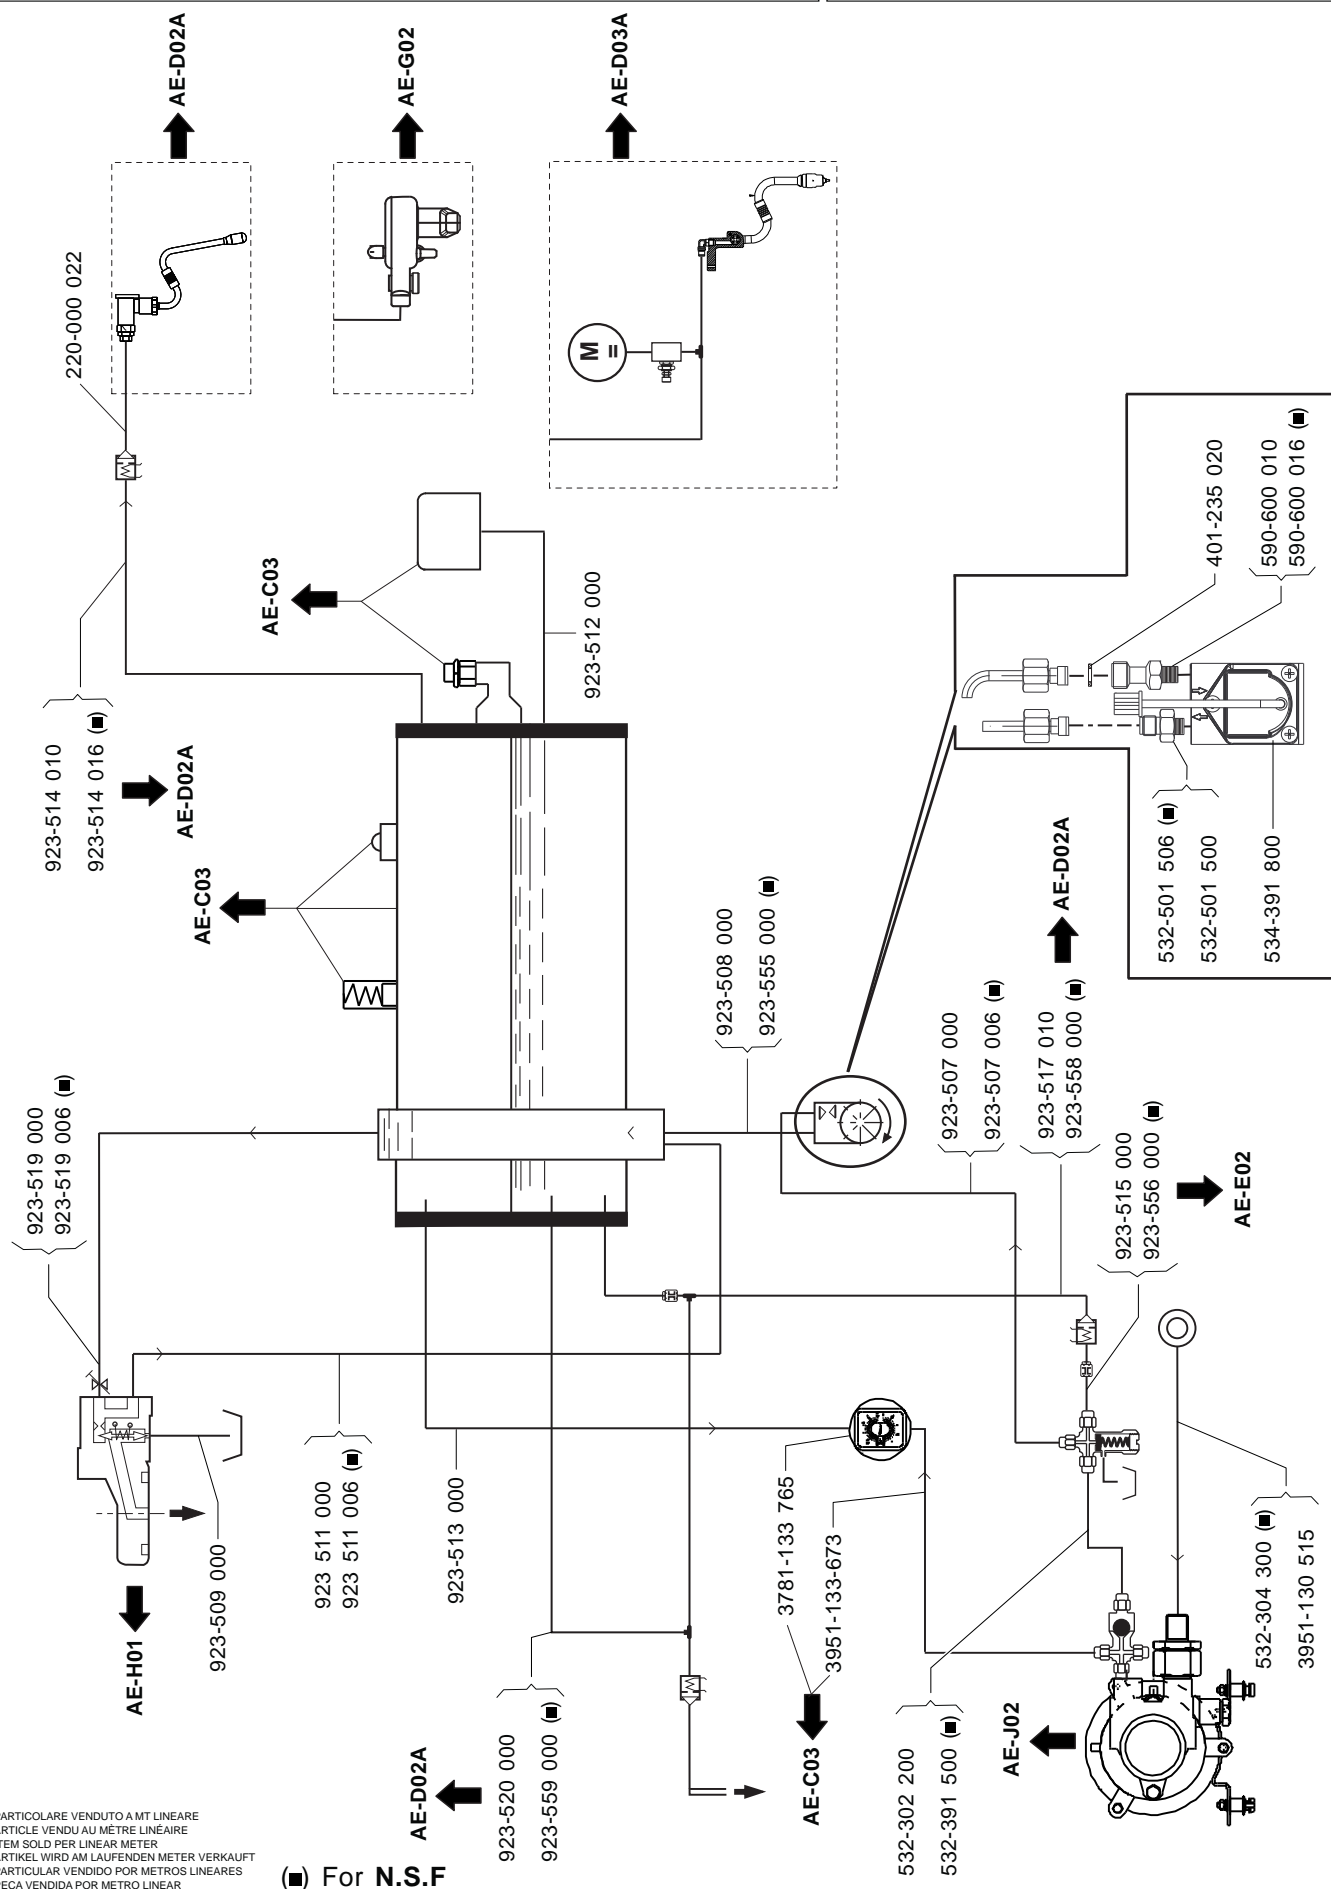 AE-D02A
AE-G02
AE-D03A
220-000 022
M
=
AE-C03
923-512 000
923-514 010
923-514 016 (■)
AE-D02A
AE-C03
401-235 020
590-600 010
590-600 016 (■)
532-501 506 (■)
532-501 500
534-391 800
923-508 000
923-555 000 (■)
AE-D02A
923-507 000
923-507 006 (■)
923-517 010
923-558 000 (■)
923-515 000
923-556 000 (■)
AE-E02
923-519 000
923-519 006 (■)
AE-H01
923-509 000
923 511 000
923 511 006 (■)
923-513 000
3781-133 765
3951-133-673
AE-C03
AE-D02A
923-520 000
923-559 000 (■)
532-302 200
532-391 500 (■)
AE-J02
532-304 300 (■)
3951-130 515
PARTICOLARE VENDUTO A MT LINEARE
ARTICLE VENDU AU MÈTRE LINÉAIRE
ITEM SOLD PER LINEAR METER
ARTIKEL WIRD AM LAUFENDEN METER VERKAUFT
PARTICULAR VENDIDO POR METROS LINEARES
PEÇA VENDIDA POR METRO LINEAR
(■) For N.S.F